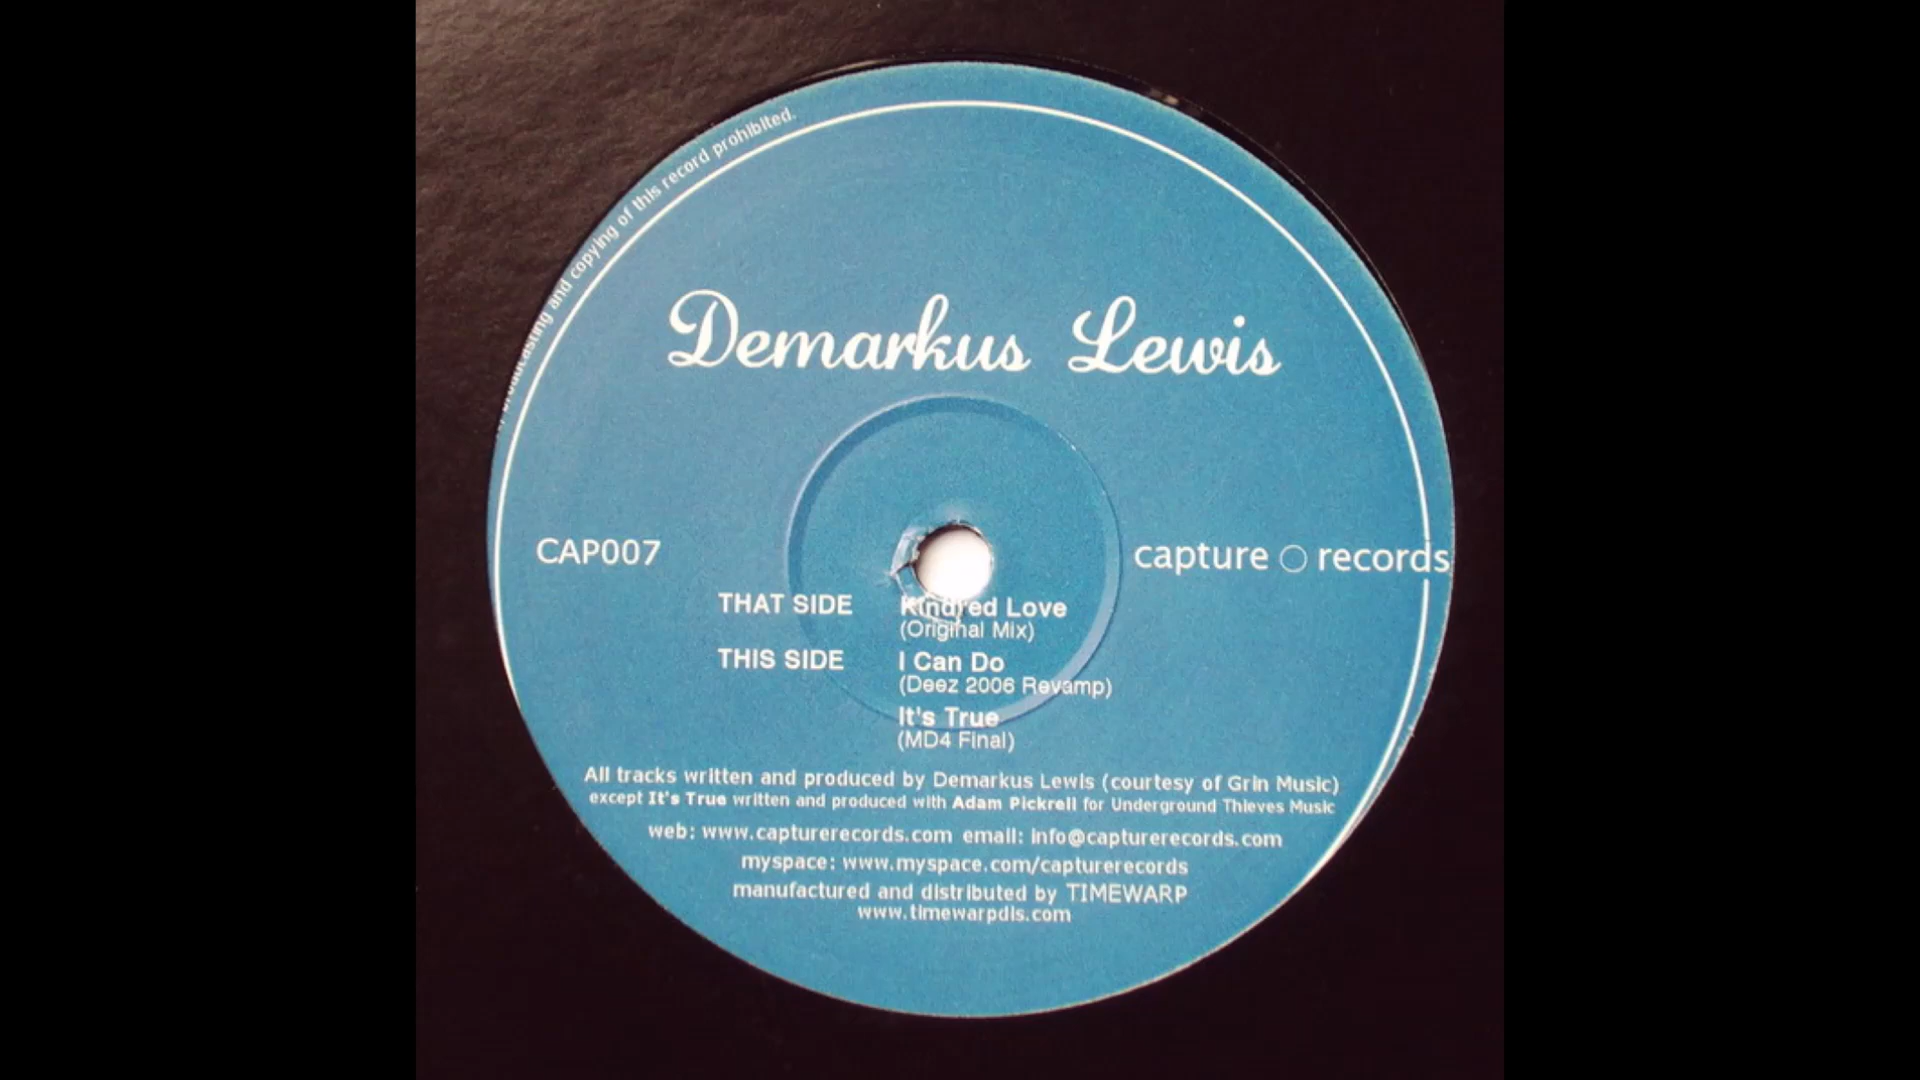 broadcasting and copying of this record prohibited.
Demarkus Lewis
CAP007
capture records
THAT SIDE Kindred Love
(Original Mix)
THIS SIDE I Can Do
(Deez 2006 Revamp)
It's True
(MD4 Final)
All tracks written and produced by Demarkus Lewis (courtesy of Grin Music)
except It's True written and produced with Adam Pickrell for Underground Thieves Music
web: www.capturerecords.com email: info@capturerecords.com
myspace: www.myspace.com/capturerecords
manufactured and distributed by TIMEWARP
www.timewarpdis.com